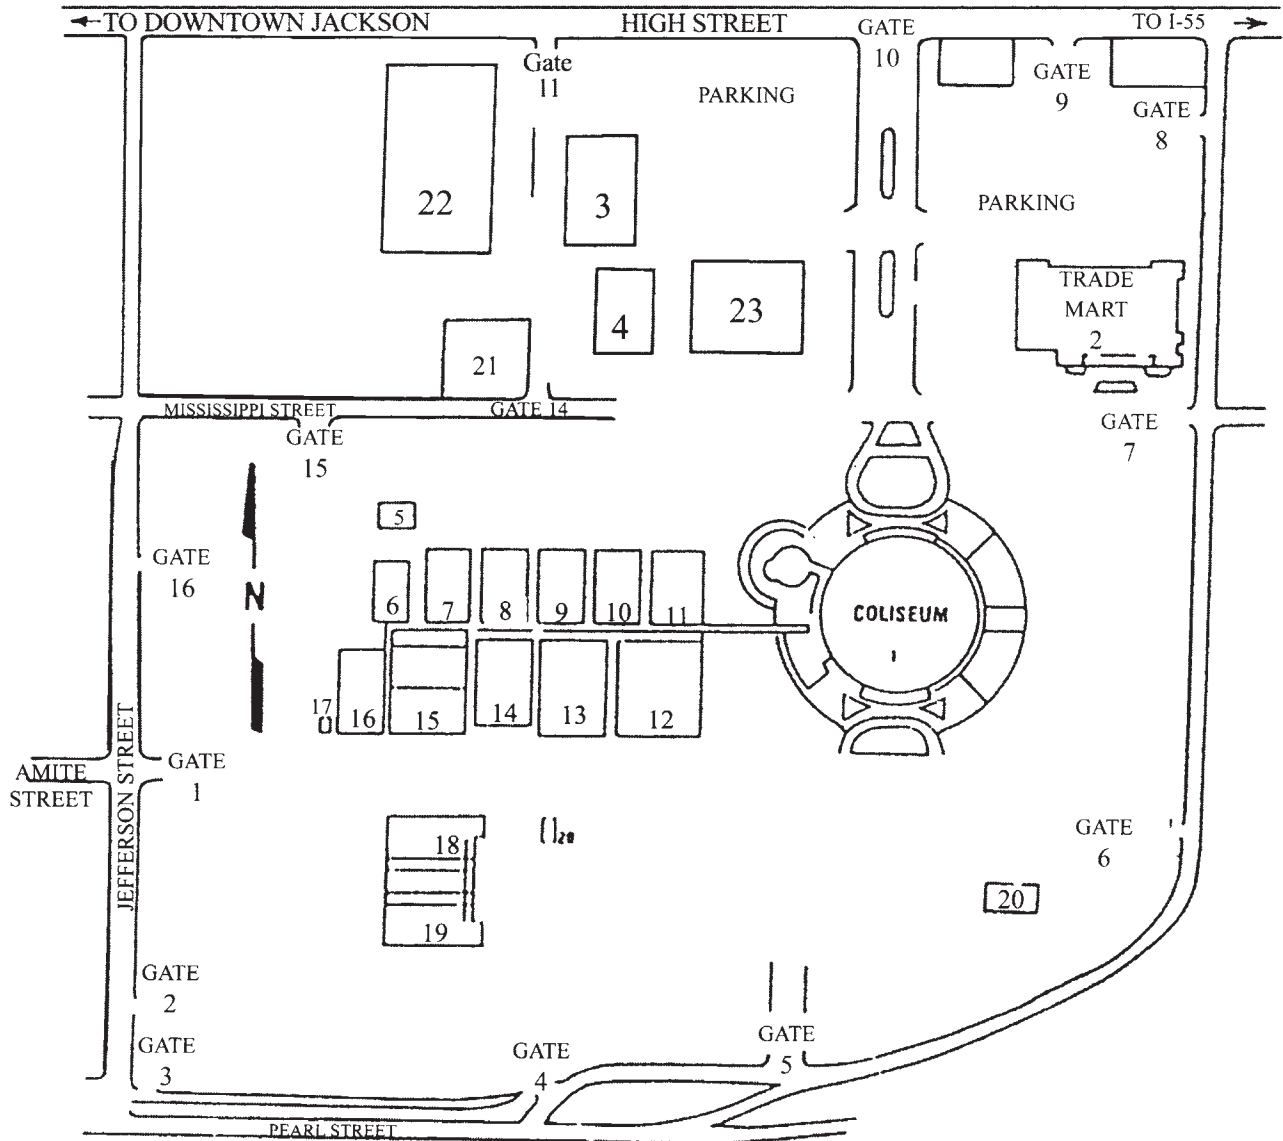 TO DOWNTOWN JACKSON
HIGH STREET
GATE
10
TO I-55
Gate
11
PARKING
GATE
9
GATE
8
22
3
PARKING
4
23
TRADE
MART
2
21
MISSISSIPPI STREET
GATE 14
GATE
15
GATE
7
5
GATE
16
N
6
7
8
9
10
11
COLISEUM
1
17
16
15
14
13
12
AMITE
STREET
JEFFERSON STREET
GATE
1
18
20
19
GATE
6
20
GATE
2
GATE
3
GATE
4
GATE
5
PEARL STREET